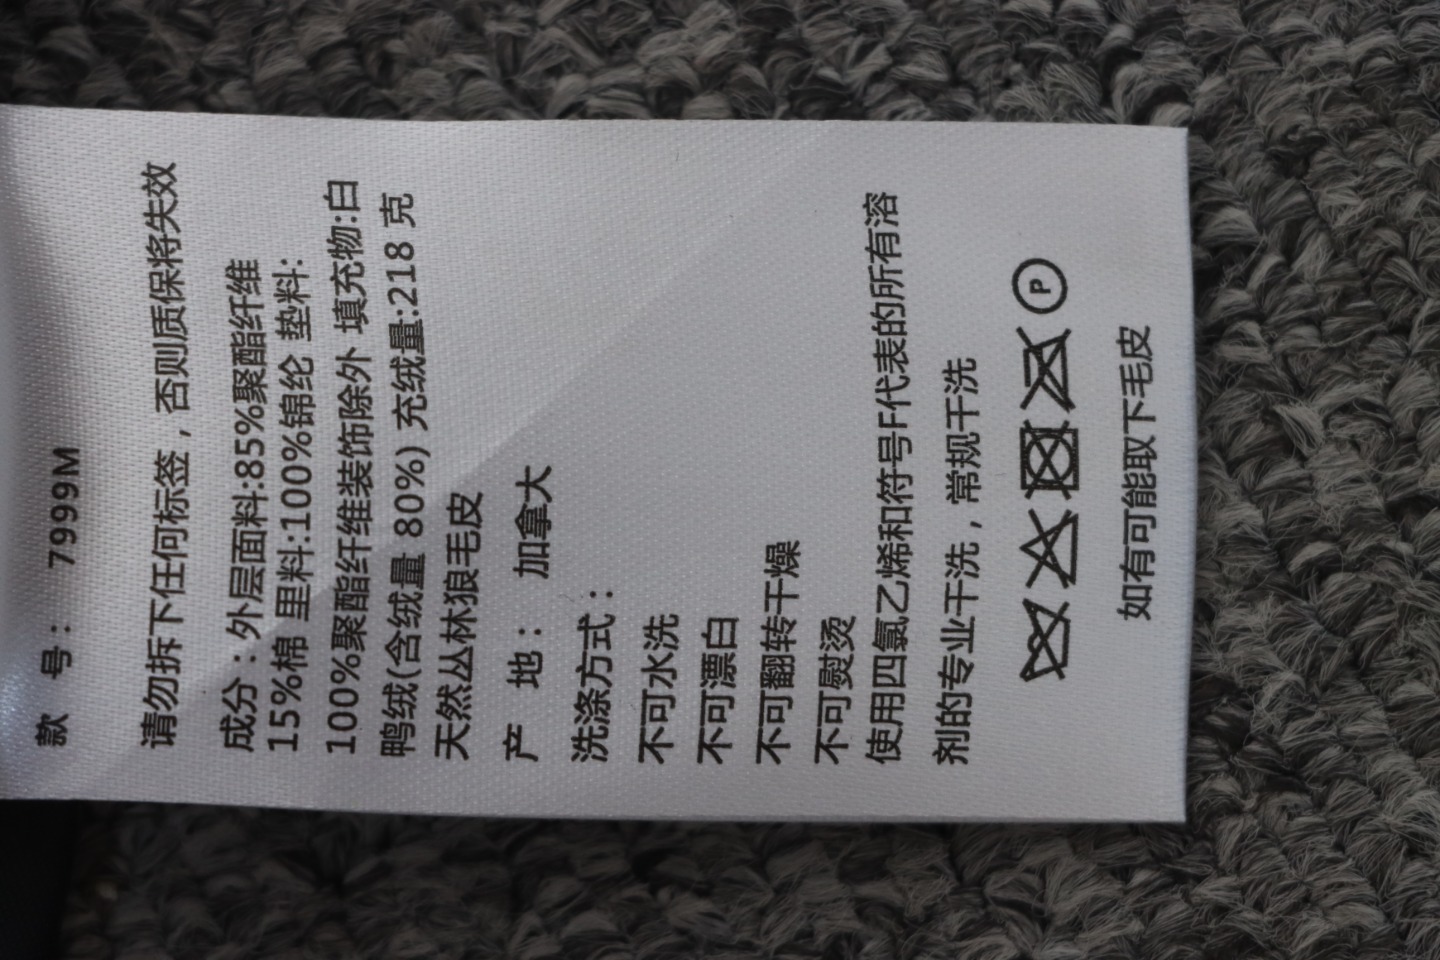 款 号： 7999M
请勿拆下任何标签，否则质保将失效
成分：外层面料:85%聚酯纤维
15%棉 里料:100%锦纶 垫料:
100%聚酯纤维装饰除外 填充物:白
鸭绒(含绒量 80%) 充绒量:218 克
天然丛林狼毛皮
产 地： 加拿大
洗涤方式：
不可水洗
不可漂白
不可翻转干燥
不可熨烫
使用四氯乙烯和符号F代表的所有溶
剂的专业干洗，常规干洗
P
如有可能取下毛皮